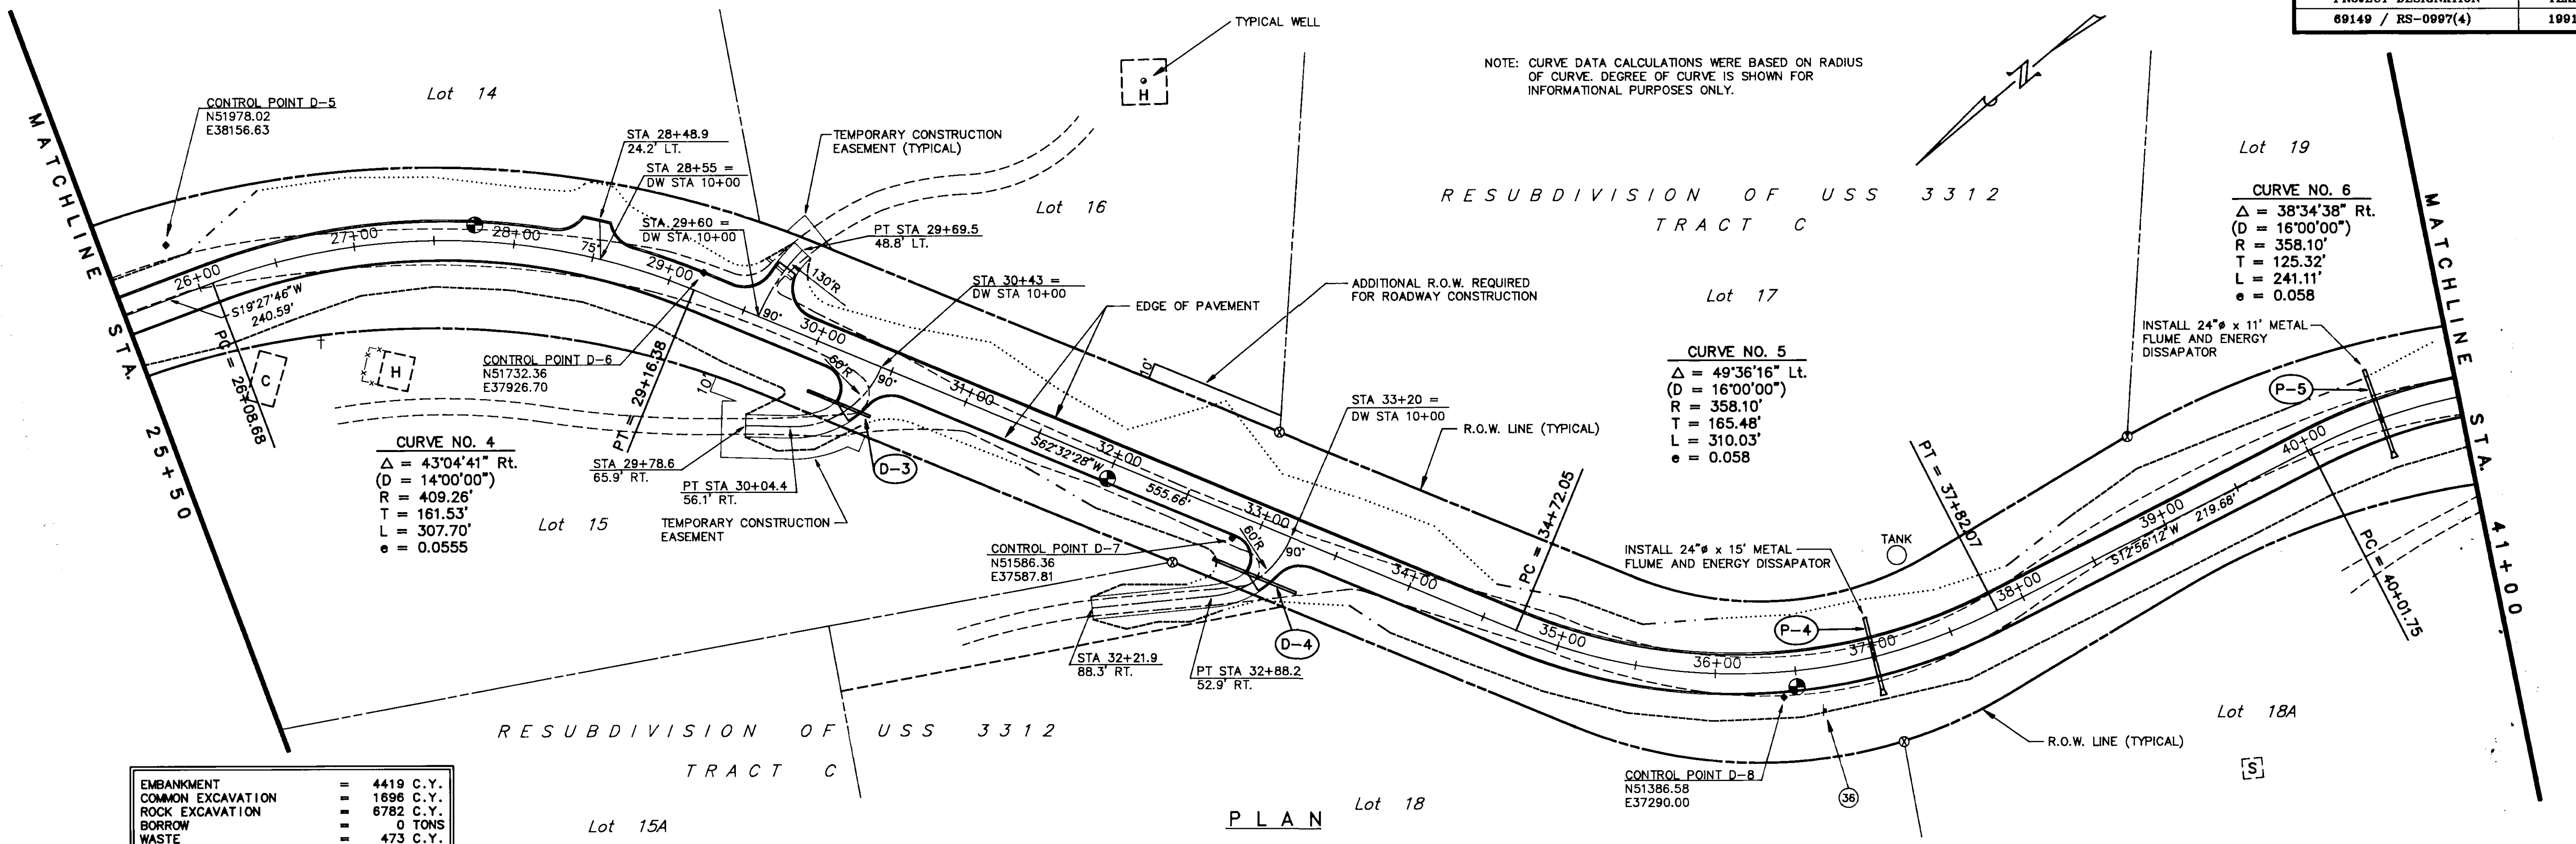 69149 / RS-0997(4)
1991
TYPICAL WELL
H
NOTE: CURVE DATA CALCULATIONS WERE BASED ON RADIUS
OF CURVE. DEGREE OF CURVE IS SHOWN FOR
INFORMATIONAL PURPOSES ONLY.
N
MATCHLINE STA. 25+50
CONTROL POINT D-5
N51978.02
E38156.63
Lot 14
STA 28+48.9
24.2' LT.
STA 28+55 =
DW STA 10+00
TEMPORARY CONSTRUCTION
EASEMENT (TYPICAL)
STA. 29+60 =
DW STA. 10+00
PT STA 29+69.5
48.8' LT.
Lot 16
RESUBDIVISION OF USS 3312
TRACT C
Lot 19
CURVE NO. 6
Δ = 38°34'38" Rt.
(D = 16°00'00")
R = 358.10'
T = 125.32'
L = 241.11'
e = 0.058
MATCHLINE STA. 41+00
26+00
27+00
28+00
75°
29+00
130'R
90°
30+00
STA 30+43 =
DW STA 10+00
EDGE OF PAVEMENT
ADDITIONAL R.O.W. REQUIRED
FOR ROADWAY CONSTRUCTION
10'
Lot 17
INSTALL 24"ø x 11' METAL
FLUME AND ENERGY
DISSAPATOR
P-5
S19°27'46"W
240.59'
PC = 26+08.68
C
H
CONTROL POINT D-6
N51732.36
E37926.70
10'
PT = 29+16.38
60'R
90°
31+00
CURVE NO. 5
Δ = 49°36'16" Lt.
(D = 16°00'00")
R = 358.10'
T = 165.48'
L = 310.03'
e = 0.058
CURVE NO. 4
Δ = 43°04'41" Rt.
(D = 14°00'00")
R = 409.26'
T = 161.53'
L = 307.70'
e = 0.0555
STA 29+78.6
65.9' RT.
PT STA 30+04.4
56.1' RT.
D-3
TEMPORARY CONSTRUCTION
EASEMENT
Lot 15
32+00
S62°32'28"W
555.66'
STA 33+20 =
DW STA 10+00
R.O.W. LINE (TYPICAL)
33+00
60'R
90°
34+00
PC = 34+72.05
35+00
CONTROL POINT D-7
N51586.36
E37587.81
INSTALL 24"ø x 15' METAL
FLUME AND ENERGY DISSAPATOR
TANK
PT = 37+82.07
40+00
39+00
219.68'
S12°56'12"W
38+00
PC = 40+01.75
P-4
37+00
36+00
STA 32+21.9
88.3' RT.
PT STA 32+88.2
52.9' RT.
D-4
RESUBDIVISION OF USS 3312
TRACT C
Lot 18A
R.O.W. LINE (TYPICAL)
S
CONTROL POINT D-8
N51386.58
E37290.00
36
EMBANKMENT = 4419 C.Y.
COMMON EXCAVATION = 1696 C.Y.
ROCK EXCAVATION = 6782 C.Y.
BORROW = 0 TONS
WASTE = 473 C.Y.
Lot 15A
PLAN
Lot 18